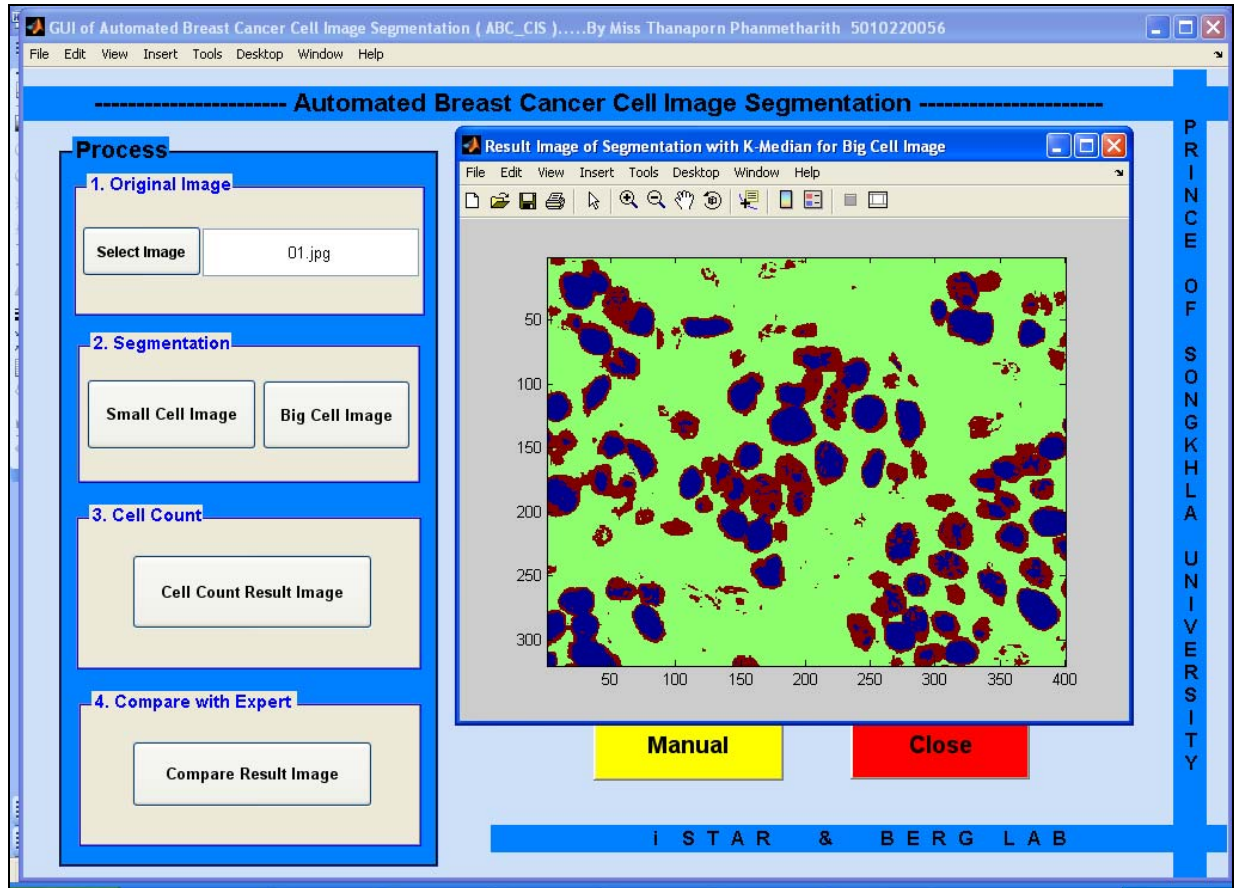 GUI of Automated Breast Cancer Cell Image Segmentation ( ABC_CIS ).....By Miss Thanaporn Phanmetharith 5010220056
File Edit View Insert Tools Desktop Window Help
---------------------- Automated Breast Cancer Cell Image Segmentation ----------------------
Process
1. Original Image
Select Image
01.jpg
2. Segmentation
Small Cell Image
Big Cell Image
3. Cell Count
Cell Count Result Image
4. Compare with Expert
Compare Result Image
Result Image of Segmentation with K-Median for Big Cell Image
File Edit View Insert Tools Desktop Window Help
50
100
150
200
250
300
50 100 150 200 250 300 350 400
Manual
Close
PRINCE OF SONGKHLA UNIVERSITY
i STAR & BERG LAB